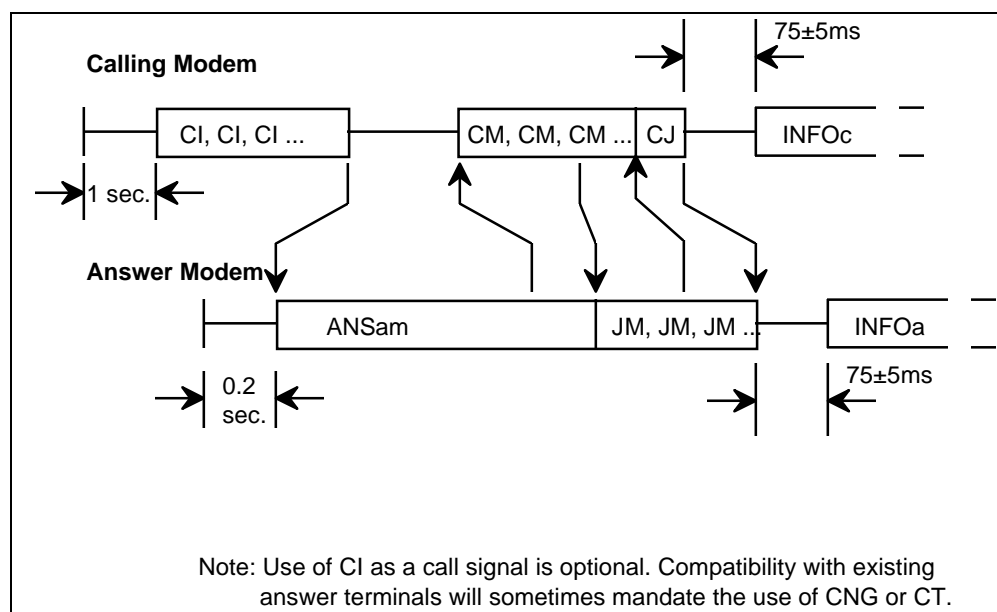 75±5ms
Calling Modem
CI, CI, CI ...
CM, CM, CM ...
CJ
INFOc
1 sec.
Answer Modem
ANSam
JM, JM, JM ...
INFOa
0.2
sec.
75±5ms
Note: Use of CI as a call signal is optional. Compatibility with existing
answer terminals will sometimes mandate the use of CNG or CT.